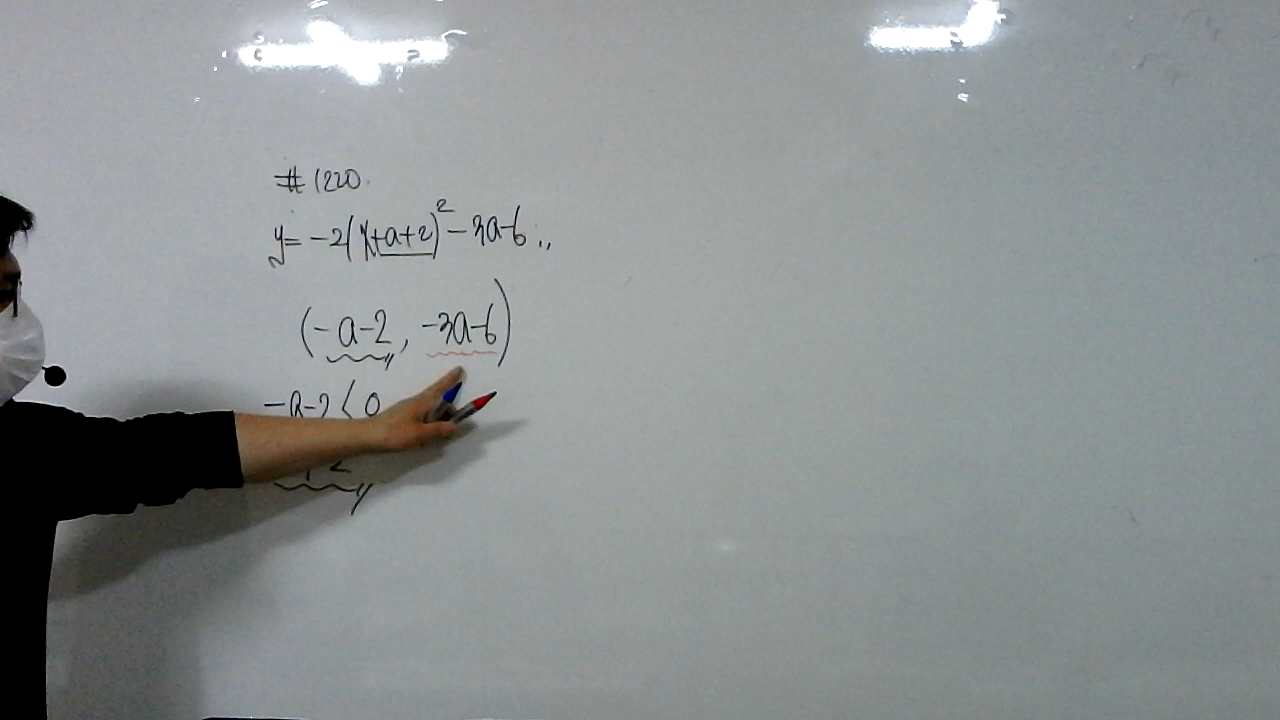 # 1220.
y = -2(x+a+2)² - 3a-6 ..
(-a-2, -3a-6)
-a-2 < 0